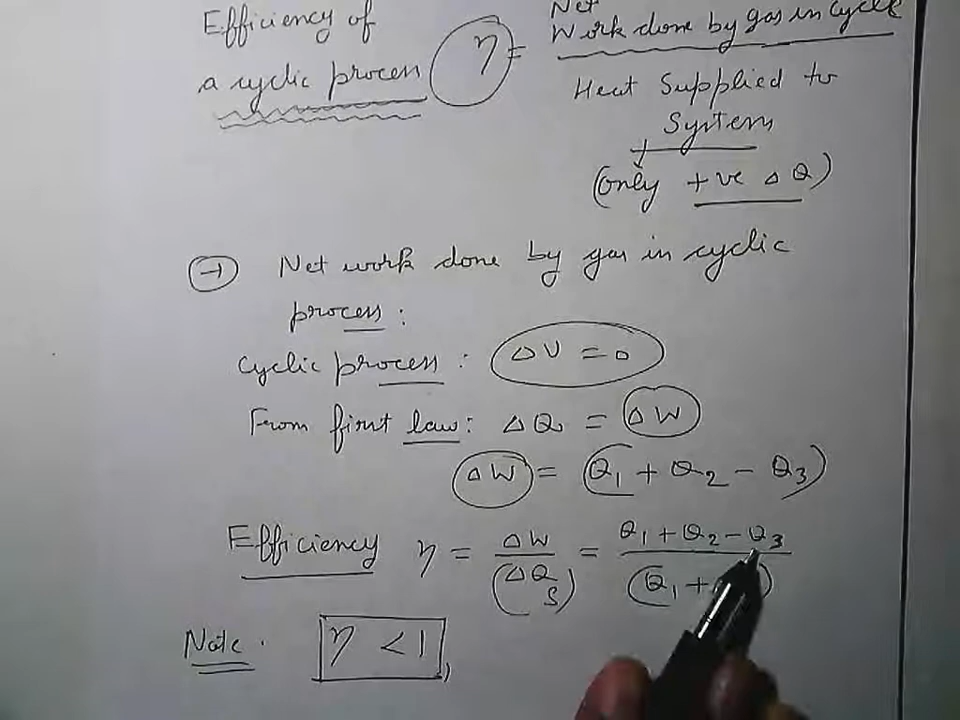 Efficiency of
a cyclic process η =
Net
Work done by gas in cycle
Heat Supplied to
System
(only +ve Δ Q)
→ Net work done by gas in cyclic
process :
Cyclic process : ΔU = 0
From first law : ΔQ = ΔW
ΔW = (Q1 + Q2 - Q3)
Efficiency η = ΔW / (ΔQS) = Q1 + Q2 - Q3 / (Q1 + )
Note . η < 1,